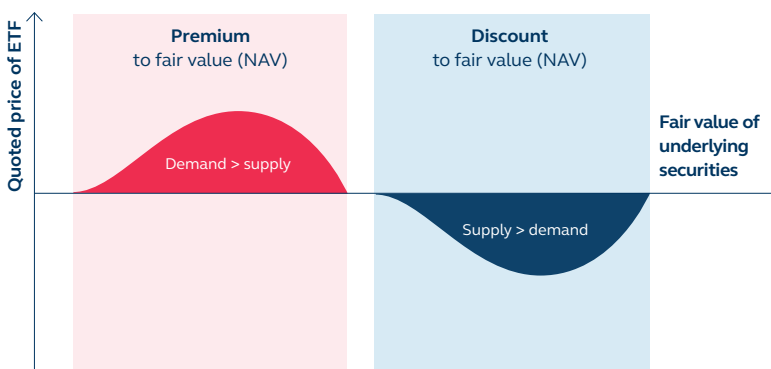 Quoted price of ETF
Premium
to fair value (NAV)
Demand > supply
Discount
to fair value (NAV)
Supply > demand
Fair value of
underlying
securities